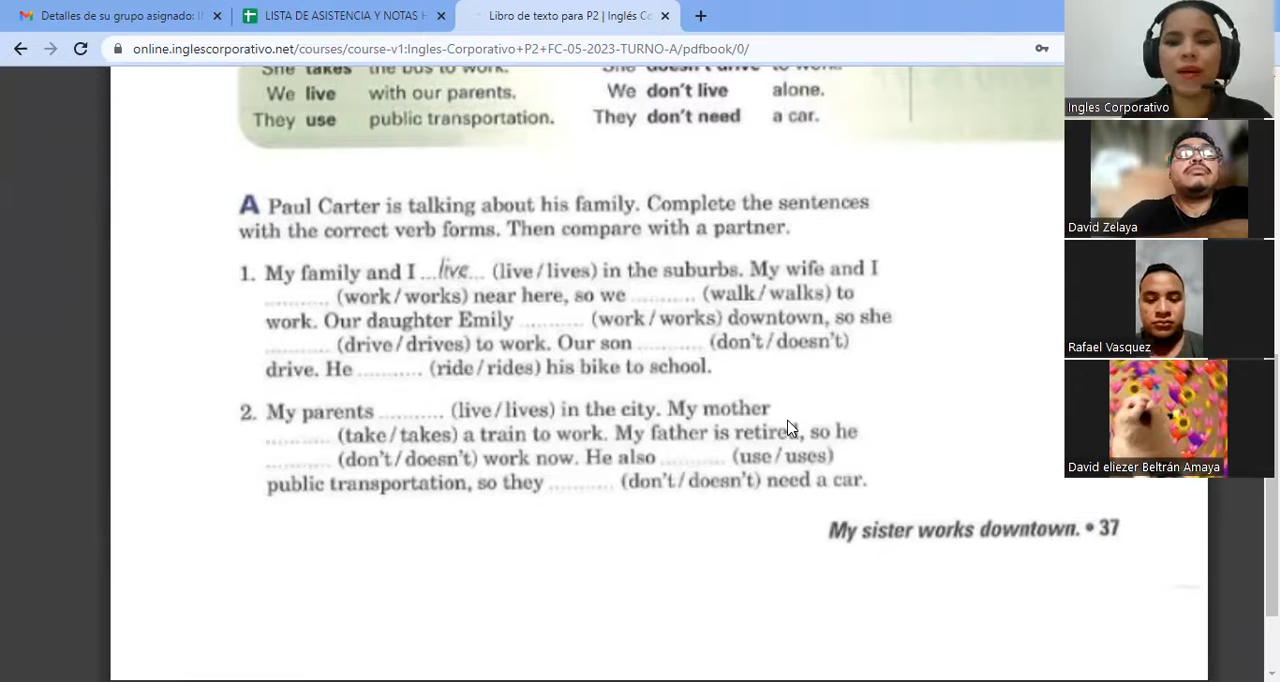 Detalles de su grupo asignado: I
LISTA DE ASISTENCIA Y NOTAS
Libro de texto para P2 | Inglés Co
online.inglescorporativo.net/courses/course-v1:Ingles-Corporativo+P2+FC-05-2023-TURNO-A/pdfbook/0/
She takes the bus to work. She doesn't drive to work.
We live with our parents. We don't live alone.
They use public transportation. They don't need a car.
A Paul Carter is talking about his family. Complete the sentences
with the correct verb forms. Then compare with a partner.
1. My family and I ...live... (live/lives) in the suburbs. My wife and I
.......... (work/works) near here, so we .......... (walk/walks) to
work. Our daughter Emily .......... (work/works) downtown, so she
.......... (drive/drives) to work. Our son .......... (don't/doesn't)
drive. He .......... (ride/rides) his bike to school.
2. My parents .......... (live/lives) in the city. My mother
.......... (take/takes) a train to work. My father is retired, so he
.......... (don't/doesn't) work now. He also .......... (use/uses)
public transportation, so they .......... (don't/doesn't) need a car.
My sister works downtown. • 37
Ingles Corporativo
David Zelaya
Rafael Vasquez
David eliezer Beltrán Amaya